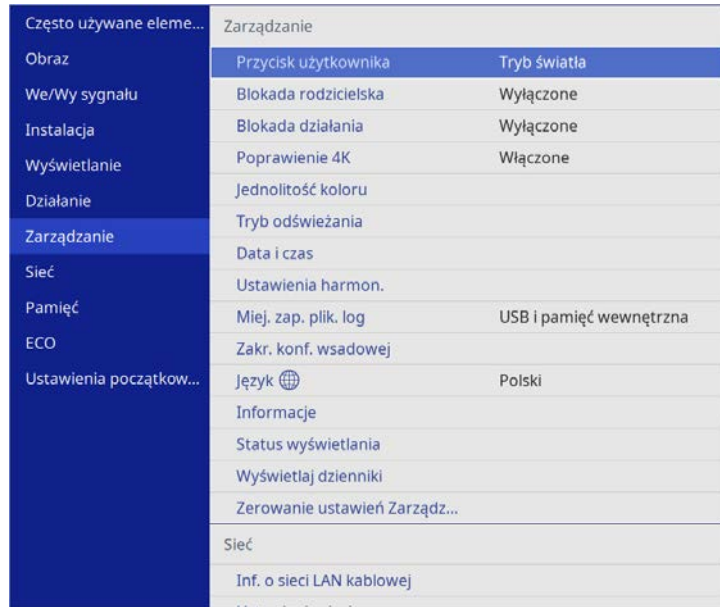 Często używane eleme...
Obraz
We/Wy sygnału
Instalacja
Wyświetlanie
Działanie
Zarządzanie
Sieć
Pamięć
ECO
Ustawienia początkow...
Zarządzanie
Przycisk użytkownika Tryb światła
Blokada rodzicielska Wyłączone
Blokada działania Wyłączone
Poprawienie 4K Włączone
Jednolitość koloru
Tryb odświeżania
Data i czas
Ustawienia harmon.
Miej. zap. plik. log USB i pamięć wewnętrzna
Zakr. konf. wsadowej
Język Polski
Informacje
Status wyświetlania
Wyświetlaj dzienniki
Zerowanie ustawień Zarządz...
Sieć
Inf. o sieci LAN kablowej